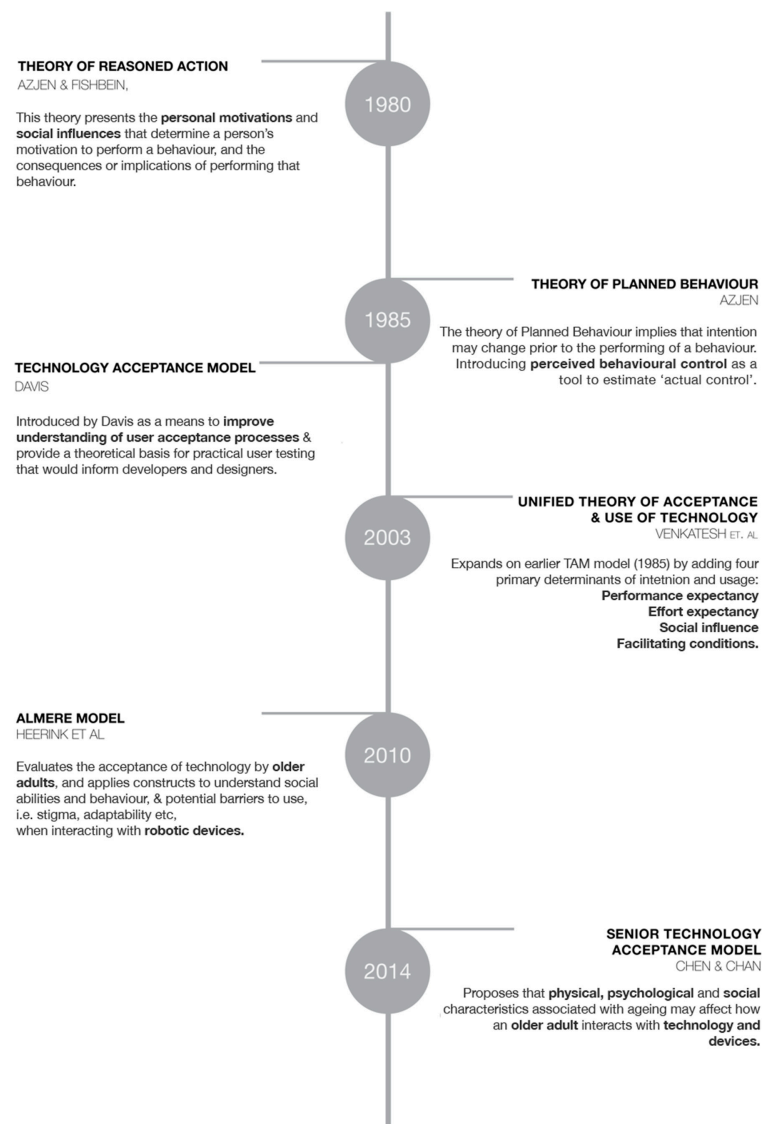 THEORY OF REASONED ACTION
AZJEN & FISHBEIN,
This theory presents the personal motivations and
social influences that determine a person's
motivation to perform a behaviour, and the
consequences or implications of performing that
behaviour.
1980
THEORY OF PLANNED BEHAVIOUR
AZJEN
The theory of Planned Behaviour implies that intention
may change prior to the performing of a behaviour.
Introducing perceived behavioural control as a
tool to estimate ‘actual control’.
1985
TECHNOLOGY ACCEPTANCE MODEL
DAVIS
Introduced by Davis as a means to improve
understanding of user acceptance processes &
provide a theoretical basis for practical user testing
that would inform developers and designers.
UNIFIED THEORY OF ACCEPTANCE
& USE OF TECHNOLOGY
VENKATESH ET. AL
2003
Expands on earlier TAM model (1985) by adding four
primary determinants of intetnion and usage:
Performance expectancy
Effort expectancy
Social influence
Facilitating conditions.
ALMERE MODEL
HEERINK ET AL
2010
Evaluates the acceptance of technology by older
adults, and applies constructs to understand social
abilities and behaviour, & potential barriers to use,
i.e. stigma, adaptability etc,
when interacting with robotic devices.
SENIOR TECHNOLOGY
ACCEPTANCE MODEL
CHEN & CHAN
2014
Proposes that physical, psychological and social
characteristics associated with ageing may affect how
an older adult interacts with technology and
devices.